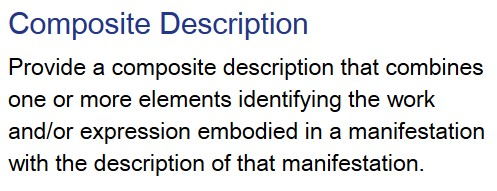 Composite Description
Provide a composite description that combines
one or more elements identifying the work
and/or expression embodied in a manifestation
with the description of that manifestation.